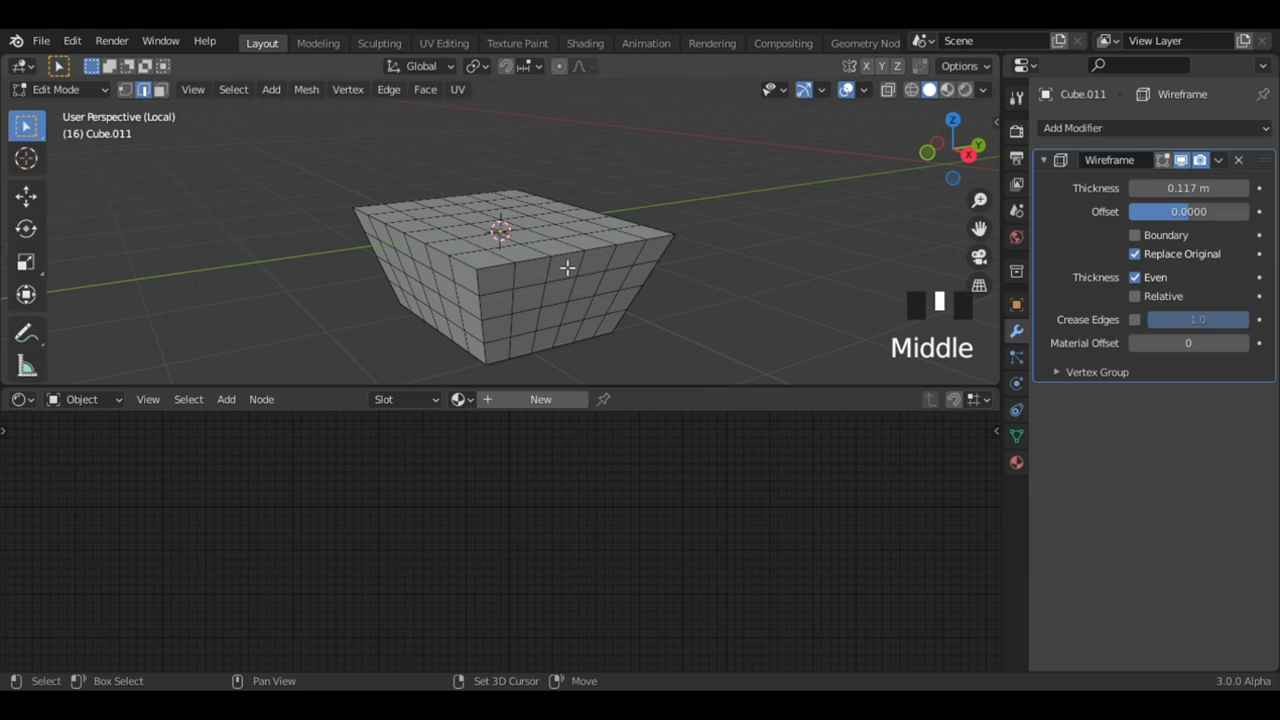 File Edit Render Window Help Layout Modeling Sculpting UV Editing Texture Paint Shading Animation Rendering Compositing Geometry Nod Scene View Layer
Global X Y Z Options
Edit Mode View Select Add Mesh Vertex Edge Face UV
User Perspective (Local)
(16) Cube.011
Z
Y
X
Middle
Cube.011 Wireframe
Add Modifier
Wireframe
Thickness 0.117 m
Offset 0.0000
Boundary
Replace Original
Thickness Even
Relative
Crease Edges 1.0
Material Offset 0
Vertex Group
Object View Select Add Node Slot New
Select Box Select Pan View Set 3D Cursor Move 3.0.0 Alpha